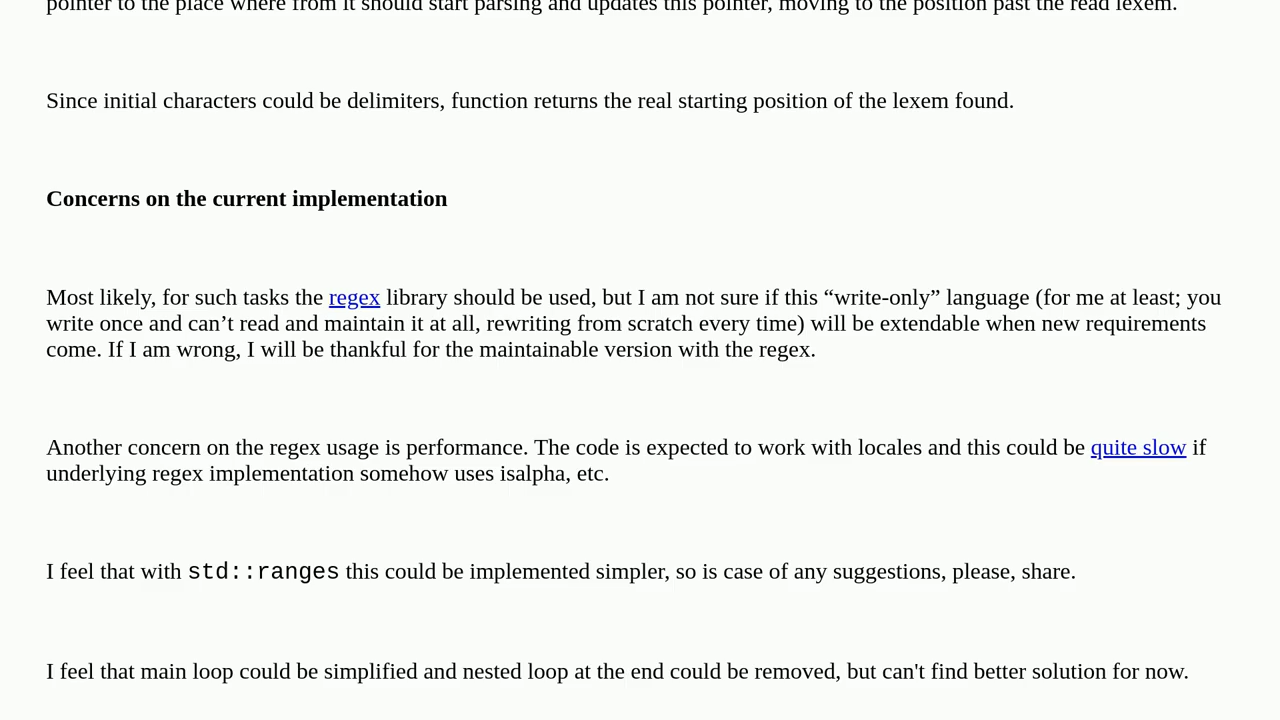 pointer to the place where from it should start parsing and updates this pointer, moving to the position past the read lexem.
Since initial characters could be delimiters, function returns the real starting position of the lexem found.
Concerns on the current implementation
Most likely, for such tasks the regex library should be used, but I am not sure if this “write-only” language (for me at least; you
write once and can’t read and maintain it at all, rewriting from scratch every time) will be extendable when new requirements
come. If I am wrong, I will be thankful for the maintainable version with the regex.
Another concern on the regex usage is performance. The code is expected to work with locales and this could be quite slow if
underlying regex implementation somehow uses isalpha, etc.
I feel that with std::ranges this could be implemented simpler, so is case of any suggestions, please, share.
I feel that main loop could be simplified and nested loop at the end could be removed, but can't find better solution for now.